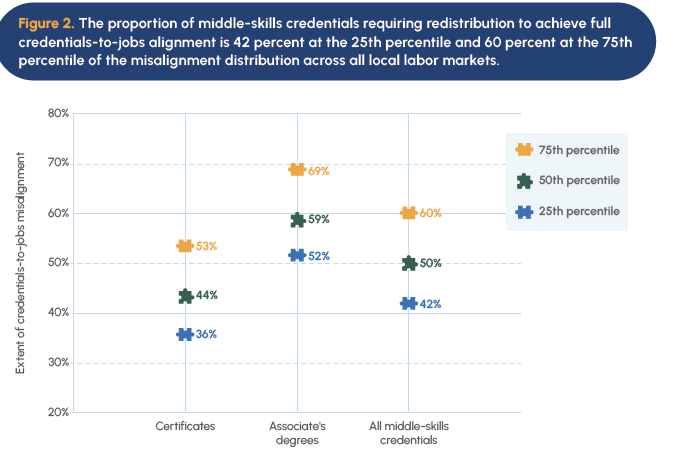 Figure 2. The proportion of middle-skills credentials requiring redistribution to achieve full
credentials-to-jobs alignment is 42 percent at the 25th percentile and 60 percent at the 75th
percentile of the misalignment distribution across all local labor markets.
Extent of credentials-to-jobs misalignment
80%
70%
60%
50%
40%
30%
20%
53%
44%
36%
69%
59%
52%
60%
50%
42%
75th percentile
50th percentile
25th percentile
Certificates
Associate's
degrees
All middle-skills
credentials